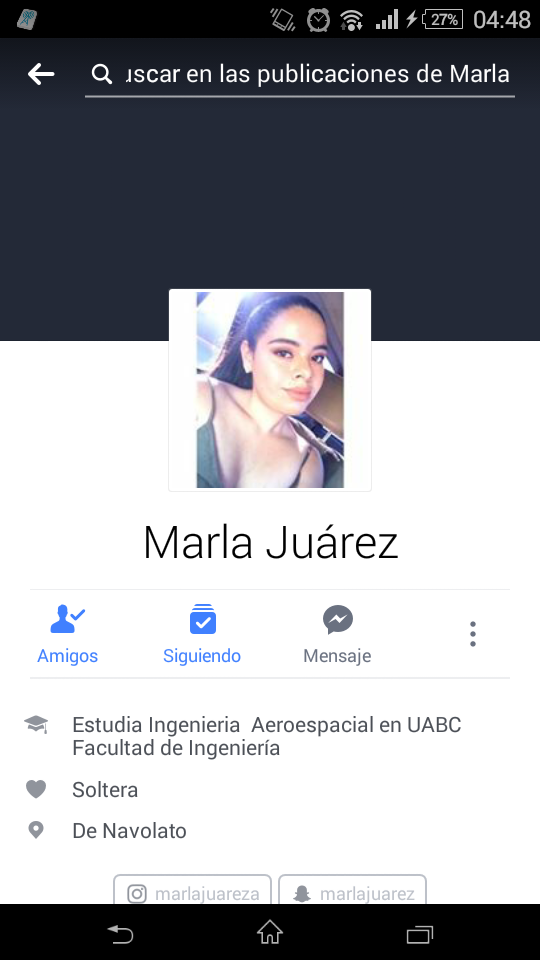 27% 04:48
uscar en las publicaciones de Marla
Marla Juárez
Amigos Siguiendo Mensaje
Estudia Ingenieria Aeroespacial en UABC
Facultad de Ingeniería
Soltera
De Navolato
marlajuareza marlajuarez